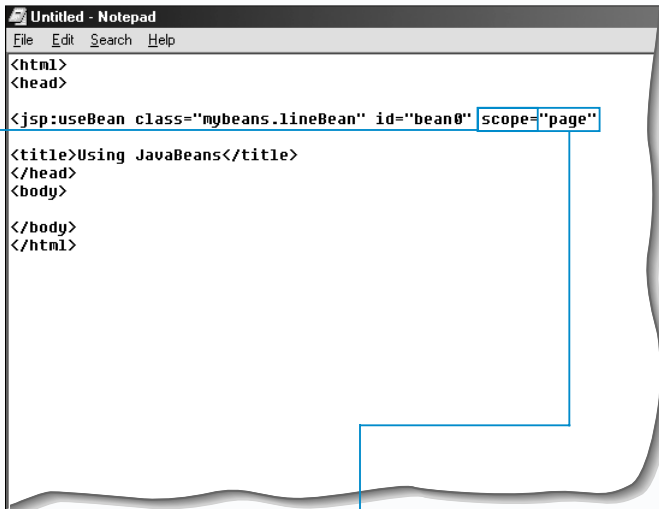 Untitled - Notepad
File Edit Search Help
<html>
<head>
<jsp:useBean class="mybeans.lineBean" id="bean0" scope="page"
<title>Using JavaBeans</title>
</head>
<body>
</body>
</html>